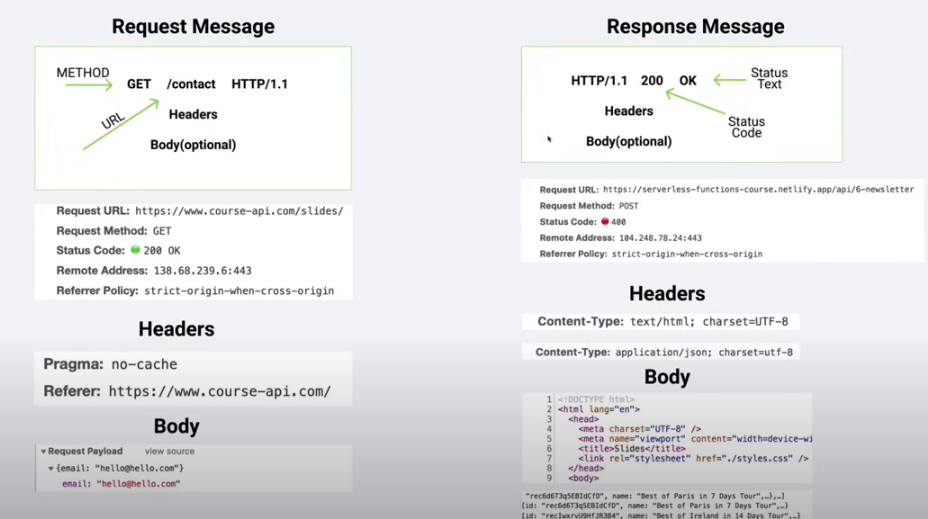 Request Message
METHOD
GET /contact HTTP/1.1
URL
Headers
Body(optional)
Request URL: https://www.course-api.com/slides/
Request Method: GET
Status Code: 200 OK
Remote Address: 138.68.239.6:443
Referrer Policy: strict-origin-when-cross-origin
Headers
Pragma: no-cache
Referer: https://www.course-api.com/
Body
Request Payload view source
{email: "hello@hello.com"}
email: "hello@hello.com"
Response Message
HTTP/1.1 200 OK
Status
Text
Headers
Status
Code
Body(optional)
Request URL: https://serverless-functions-course.netlify.app/api/6-newsletter
Request Method: POST
Status Code: 400
Remote Address: 104.248.78.24:443
Referrer Policy: strict-origin-when-cross-origin
Headers
Content-Type: text/html; charset=UTF-8
Content-Type: application/json; charset=utf-8
Body
1 <!DOCTYPE html>
2 <html lang="en">
3 <head>
4 <meta charset="UTF-8" />
5 <meta name="viewport" content="width=device-wi
6 <title>Slides</title>
7 <link rel="stylesheet" href="./styles.css" />
8 </head>
9 <body>
"rec6d6T3q5EBIdCfD", name: "Best of Paris in 7 Days Tour",…},…]
{id: "rec6d6T3q5EBIdCfD", name: "Best of Paris in 7 Days Tour",…}
{id: "recIwxrvU9HfJR3B4", name: "Best of Ireland in 14 Days Tour",…}